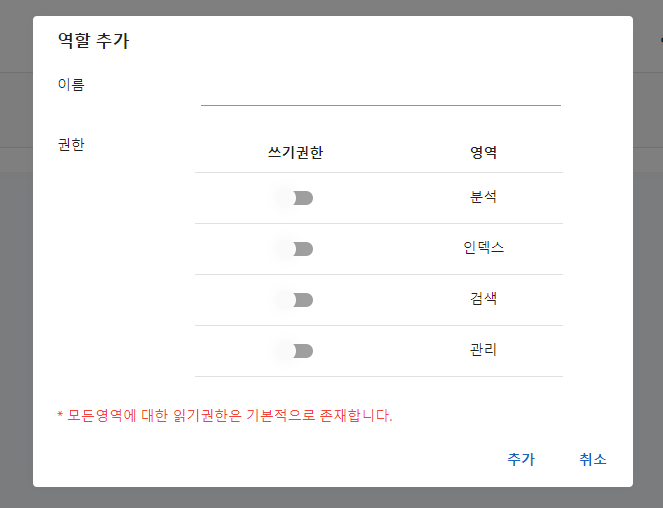 역할 추가
이름
권한
쓰기권한 영역
분석
인덱스
검색
관리
* 모든영역에 대한 읽기권한은 기본적으로 존재합니다.
추가 취소